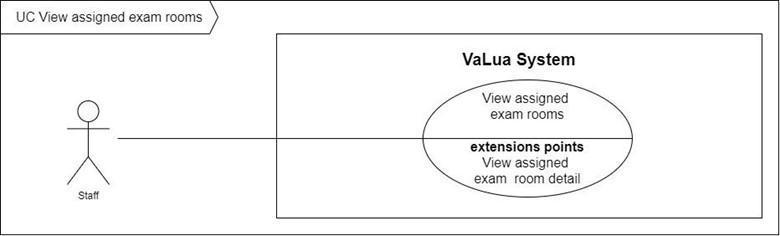 UC View assigned exam rooms
VaLua System
View assigned
exam rooms
extensions points
View assigned
exam room detail
Staff